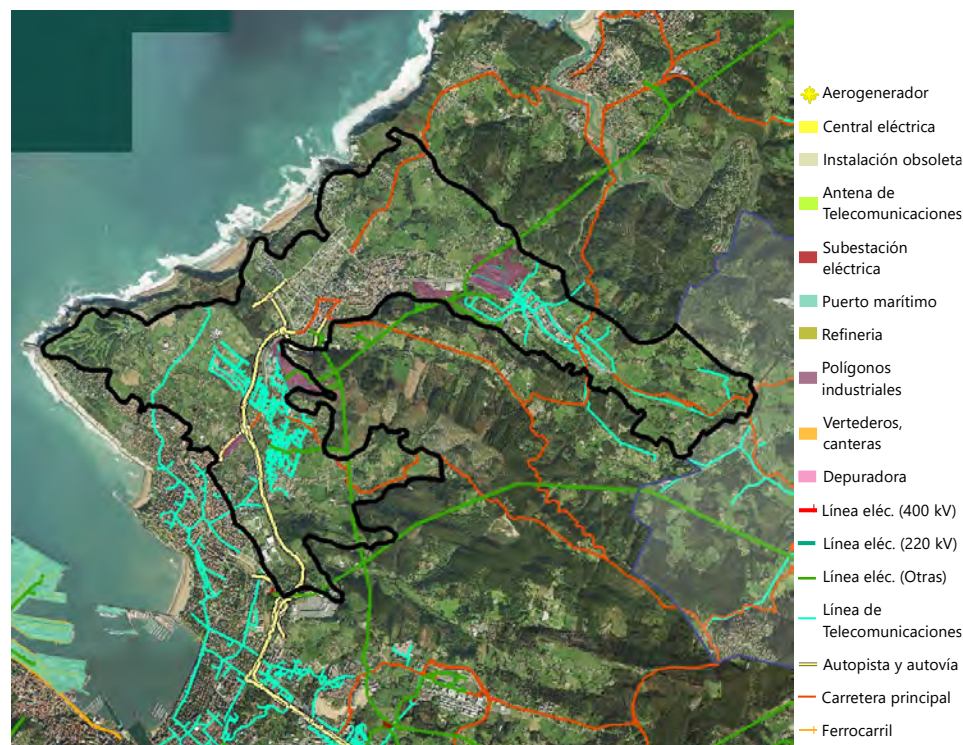 Aerogenerador
Central eléctrica
Instalación obsoleta
Antena de
Telecomunicaciones
Subestación
eléctrica
Puerto marítimo
Refineria
Polígonos
industriales
Vertederos,
canteras
Depuradora
Línea eléc. (400 kV)
Línea eléc. (220 kV)
Línea eléc. (Otras)
Línea de
Telecomunicaciones
Autopista y autovía
Carretera principal
Ferrocarril